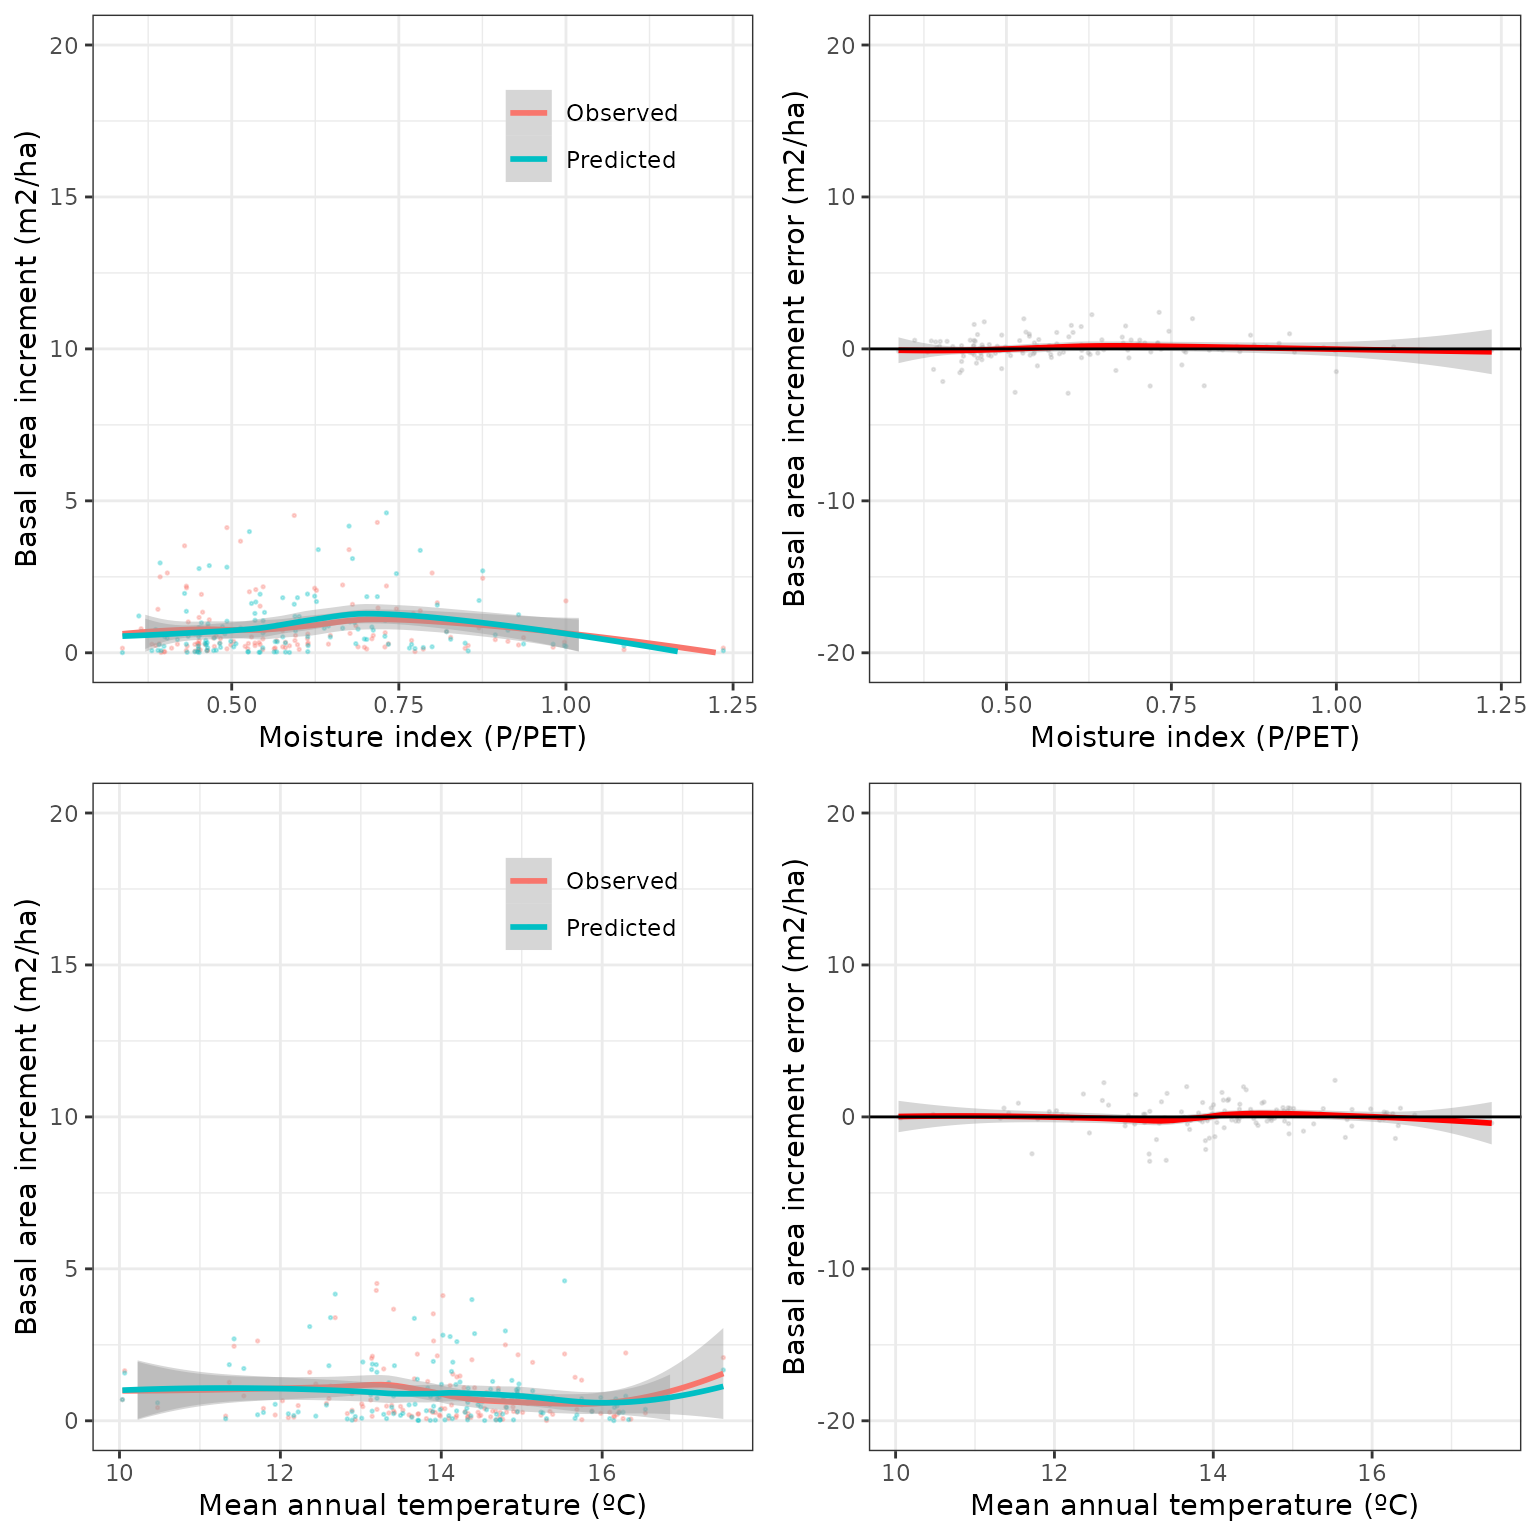 Basal area increment (m2/ha)
20
15
10
5
0
Observed
Predicted
0.50 0.75 1.00 1.25
Moisture index (P/PET)
Basal area increment error (m2/ha)
20
10
0
-10
-20
0.50 0.75 1.00 1.25
Moisture index (P/PET)
Basal area increment (m2/ha)
20
15
10
5
0
Observed
Predicted
10 12 14 16
Mean annual temperature (ºC)
Basal area increment error (m2/ha)
20
10
0
-10
-20
10 12 14 16
Mean annual temperature (ºC)